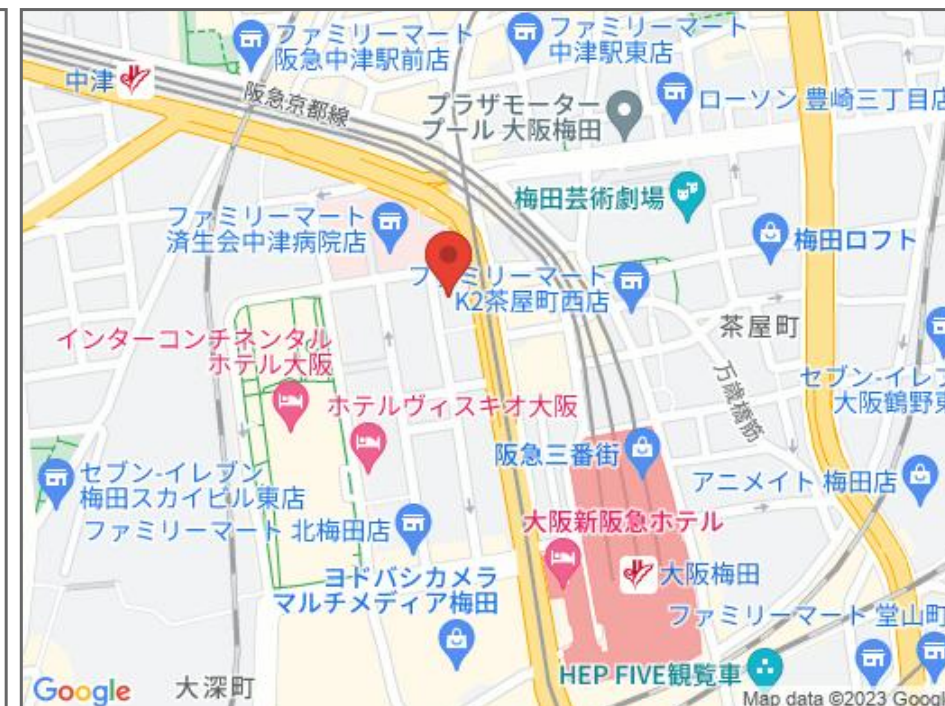 ファミリーマート
阪急中津駅前店
ファミリーマート
中津駅東店
中津
阪急京都線
プラザモーター
プール 大阪梅田
ローソン 豊崎三丁目店
梅田芸術劇場
ファミリーマート
済生会中津病院店
梅田ロフト
ファミリーマート
K2茶屋町西店
茶屋町
インターコンチネンタル
ホテル大阪
万歳橋筋
セブン-イレブ
大阪鶴野東
ホテルヴィスキオ大阪
阪急三番街
セブン-イレブン
梅田スカイビル東店
アニメイト 梅田店
ファミリーマート 北梅田店
大阪新阪急ホテル
ヨドバシカメラ
マルチメディア梅田
大阪梅田
ファミリーマート 堂山町
HEP FIVE観覧車
Google
大深町
Map data ©2023 Googl